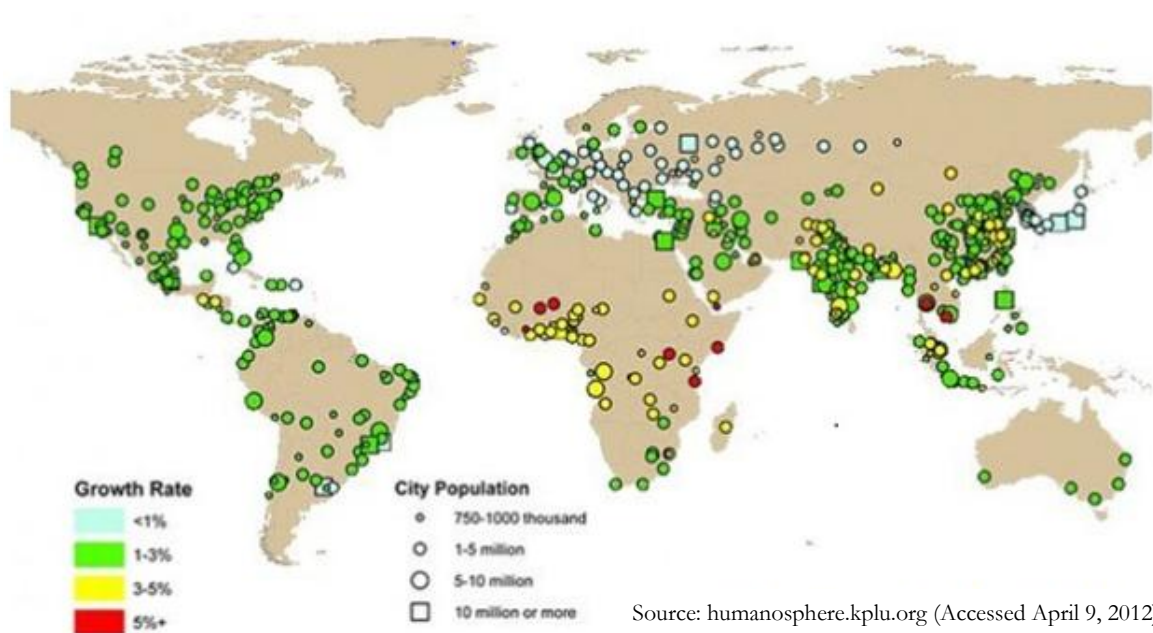 Growth Rate
<1%
1-3%
3-5%
5%+
City Population
750-1000 thousand
1-5 million
5-10 million
10 million or more
Source: humanosphere.kplu.org (Accessed April 9, 2012)